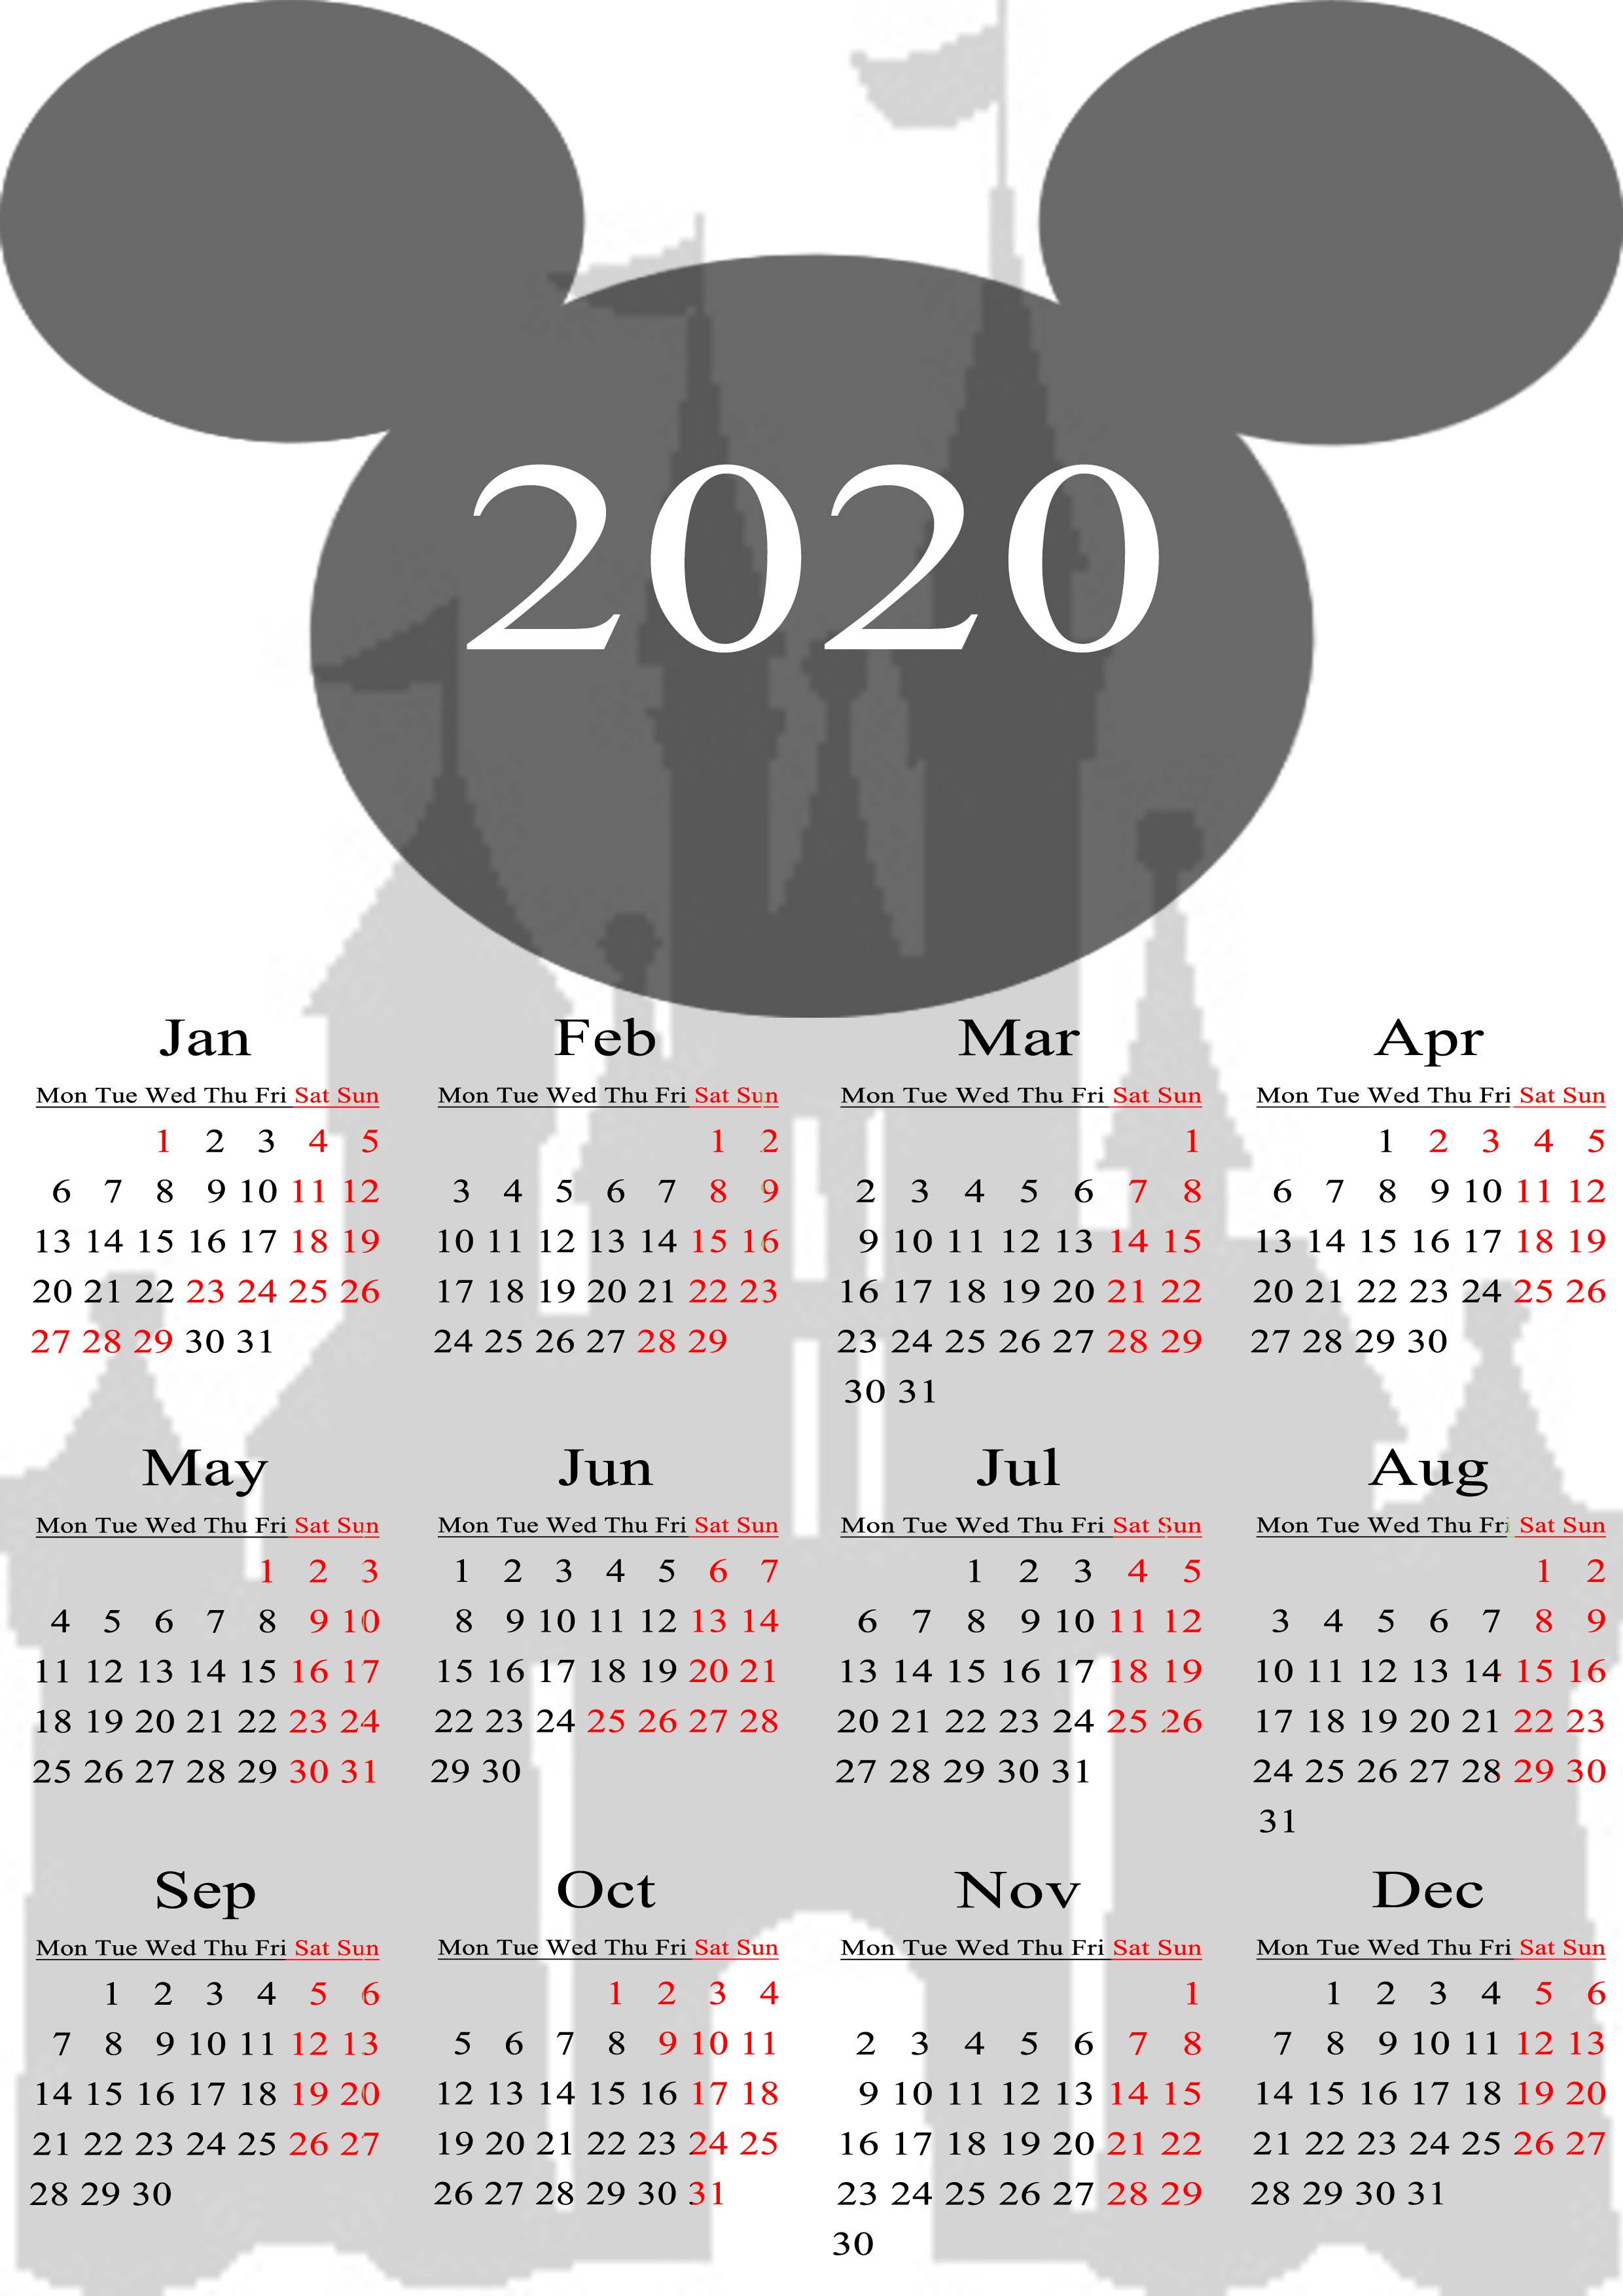 2020
Jan
Mon Tue Wed Thu Fri Sat Sun
1 2 3 4 5
6 7 8 9 10 11 12
13 14 15 16 17 18 19
20 21 22 23 24 25 26
27 28 29 30 31
Feb
Mon Tue Wed Thu Fri Sat Sun
1 2
3 4 5 6 7 8 9
10 11 12 13 14 15 16
17 18 19 20 21 22 23
24 25 26 27 28 29
Mar
Mon Tue Wed Thu Fri Sat Sun
1
2 3 4 5 6 7 8
9 10 11 12 13 14 15
16 17 18 19 20 21 22
23 24 25 26 27 28 29
30 31
Apr
Mon Tue Wed Thu Fri Sat Sun
1 2 3 4 5
6 7 8 9 10 11 12
13 14 15 16 17 18 19
20 21 22 23 24 25 26
27 28 29 30
May
Mon Tue Wed Thu Fri Sat Sun
1 2 3
4 5 6 7 8 9 10
11 12 13 14 15 16 17
18 19 20 21 22 23 24
25 26 27 28 29 30 31
Jun
Mon Tue Wed Thu Fri Sat Sun
1 2 3 4 5 6 7
8 9 10 11 12 13 14
15 16 17 18 19 20 21
22 23 24 25 26 27 28
29 30
Jul
Mon Tue Wed Thu Fri Sat Sun
1 2 3 4 5
6 7 8 9 10 11 12
13 14 15 16 17 18 19
20 21 22 23 24 25 26
27 28 29 30 31
Aug
Mon Tue Wed Thu Fri Sat Sun
1 2
3 4 5 6 7 8 9
10 11 12 13 14 15 16
17 18 19 20 21 22 23
24 25 26 27 28 29 30
31
Sep
Mon Tue Wed Thu Fri Sat Sun
1 2 3 4 5 6
7 8 9 10 11 12 13
14 15 16 17 18 19 20
21 22 23 24 25 26 27
28 29 30
Oct
Mon Tue Wed Thu Fri Sat Sun
1 2 3 4
5 6 7 8 9 10 11
12 13 14 15 16 17 18
19 20 21 22 23 24 25
26 27 28 29 30 31
Nov
Mon Tue Wed Thu Fri Sat Sun
1
2 3 4 5 6 7 8
9 10 11 12 13 14 15
16 17 18 19 20 21 22
23 24 25 26 27 28 29
30
Dec
Mon Tue Wed Thu Fri Sat Sun
1 2 3 4 5 6
7 8 9 10 11 12 13
14 15 16 17 18 19 20
21 22 23 24 25 26 27
28 29 30 31